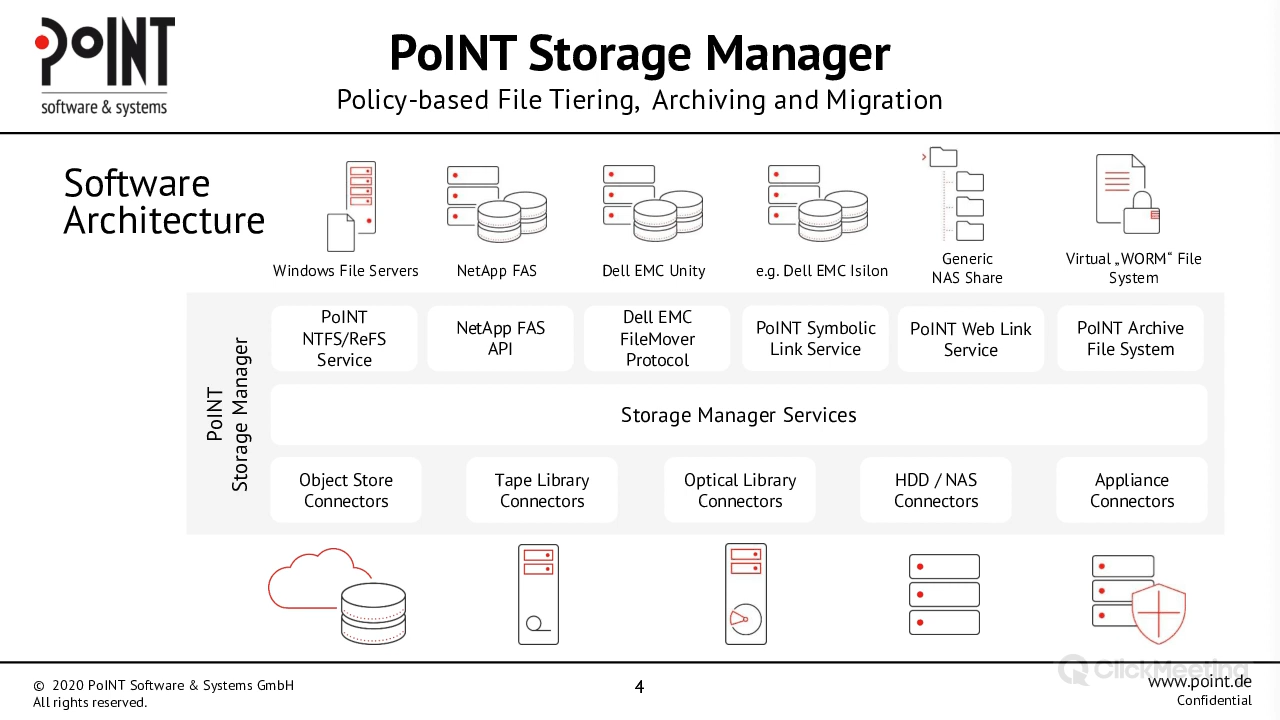 PoINT
software & systems
PoINT Storage Manager
Policy-based File Tiering, Archiving and Migration
Software
Architecture
Windows File Servers
NetApp FAS
Dell EMC Unity
e.g. Dell EMC Isilon
Generic
NAS Share
Virtual „WORM“ File
System
PoINT
Storage Manager
PoINT
NTFS/ReFS
Service
NetApp FAS
API
Dell EMC
FileMover
Protocol
PoINT Symbolic
Link Service
PoINT Web Link
Service
PoINT Archive
File System
Storage Manager Services
Object Store
Connectors
Tape Library
Connectors
Optical Library
Connectors
HDD / NAS
Connectors
Appliance
Connectors
© 2020 PoINT Software & Systems GmbH
All rights reserved.
4
ClickMeeting
www.point.de
Confidential